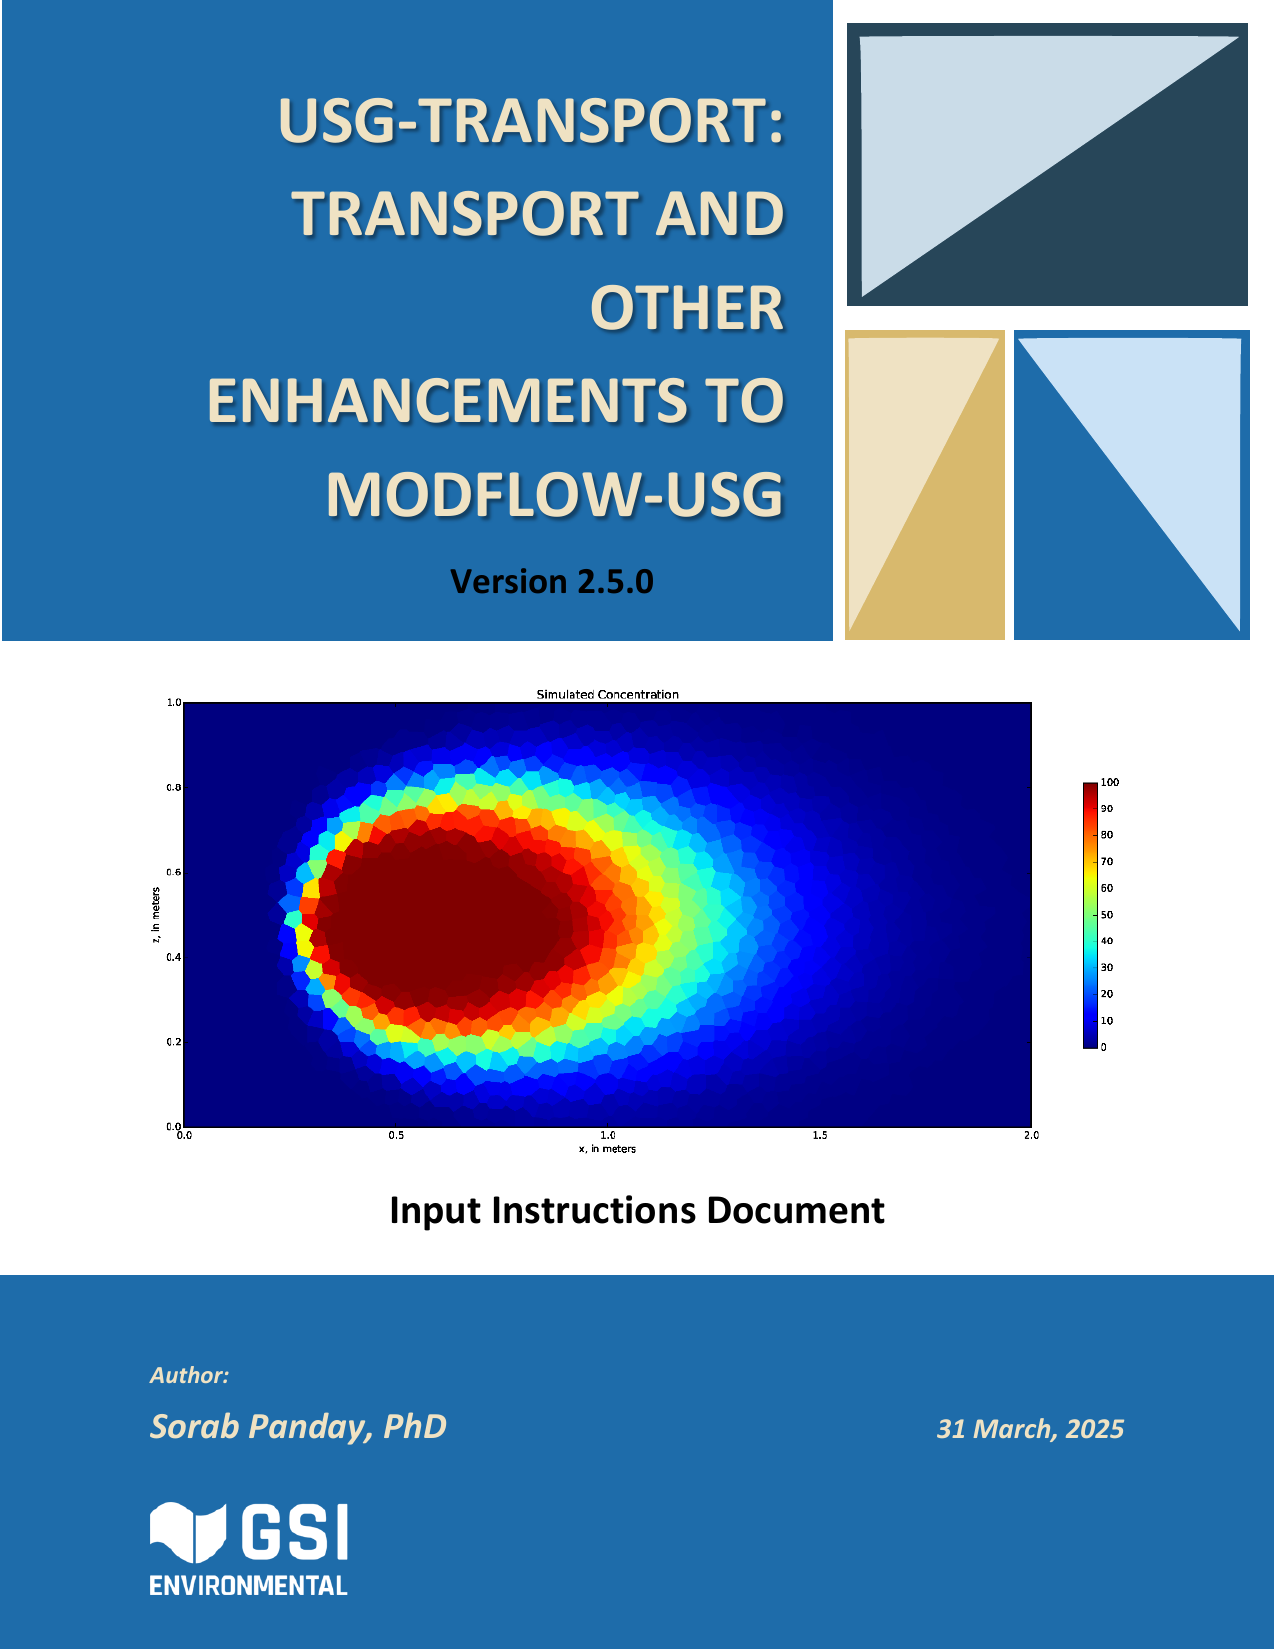 USG-TRANSPORT:
TRANSPORT AND
OTHER
ENHANCEMENTS TO
MODFLOW-USG
Version 2.5.0
Simulated Concentration
1.0
0.8
0.6
0.4
0.2
0.0
z, in meters
0.0 0.5 1.0 1.5 2.0
x, in meters
100
90
80
70
60
50
40
30
20
10
0
Input Instructions Document
Author:
Sorab Panday, PhD
31 March, 2025
GSI
ENVIRONMENTAL